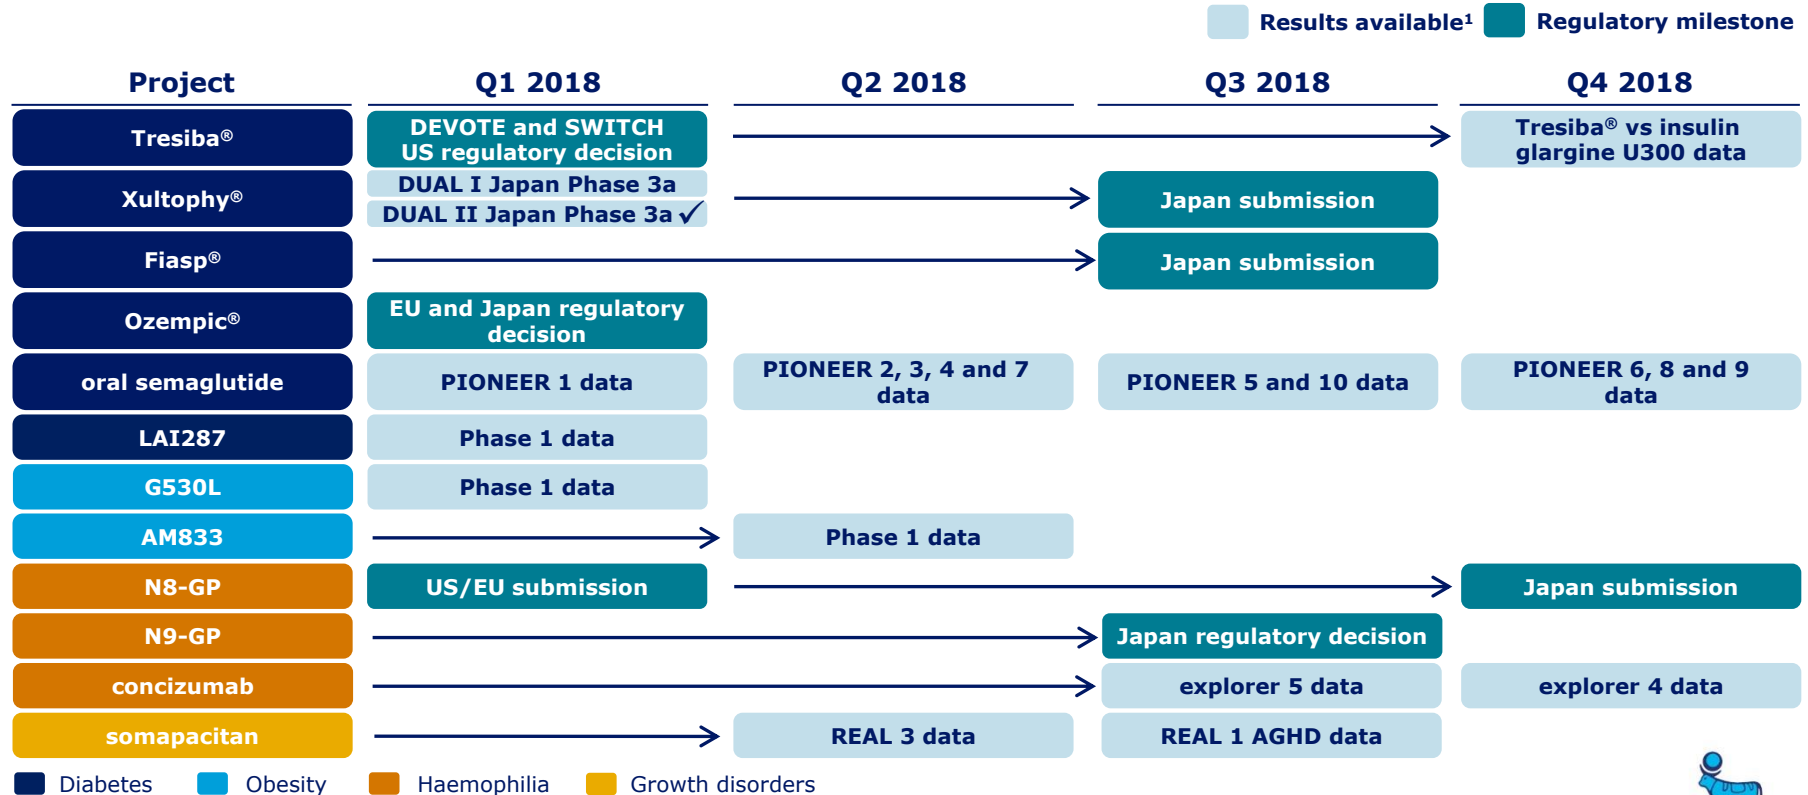 Results available¹ Regulatory milestone
Project Q1 2018 Q2 2018 Q3 2018 Q4 2018
Tresiba®
DEVOTE and SWITCH
US regulatory decision
Tresiba® vs insulin
glargine U300 data
Xultophy®
DUAL I Japan Phase 3a
DUAL II Japan Phase 3a ✓
Japan submission
Fiasp®
Japan submission
Ozempic®
EU and Japan regulatory
decision
oral semaglutide
PIONEER 1 data
PIONEER 2, 3, 4 and 7
data
PIONEER 5 and 10 data
PIONEER 6, 8 and 9
data
LAI287
Phase 1 data
G530L
Phase 1 data
AM833
Phase 1 data
N8-GP
US/EU submission
Japan submission
N9-GP
Japan regulatory decision
concizumab
explorer 5 data
explorer 4 data
somapacitan
REAL 3 data
REAL 1 AGHD data
Diabetes Obesity Haemophilia Growth disorders